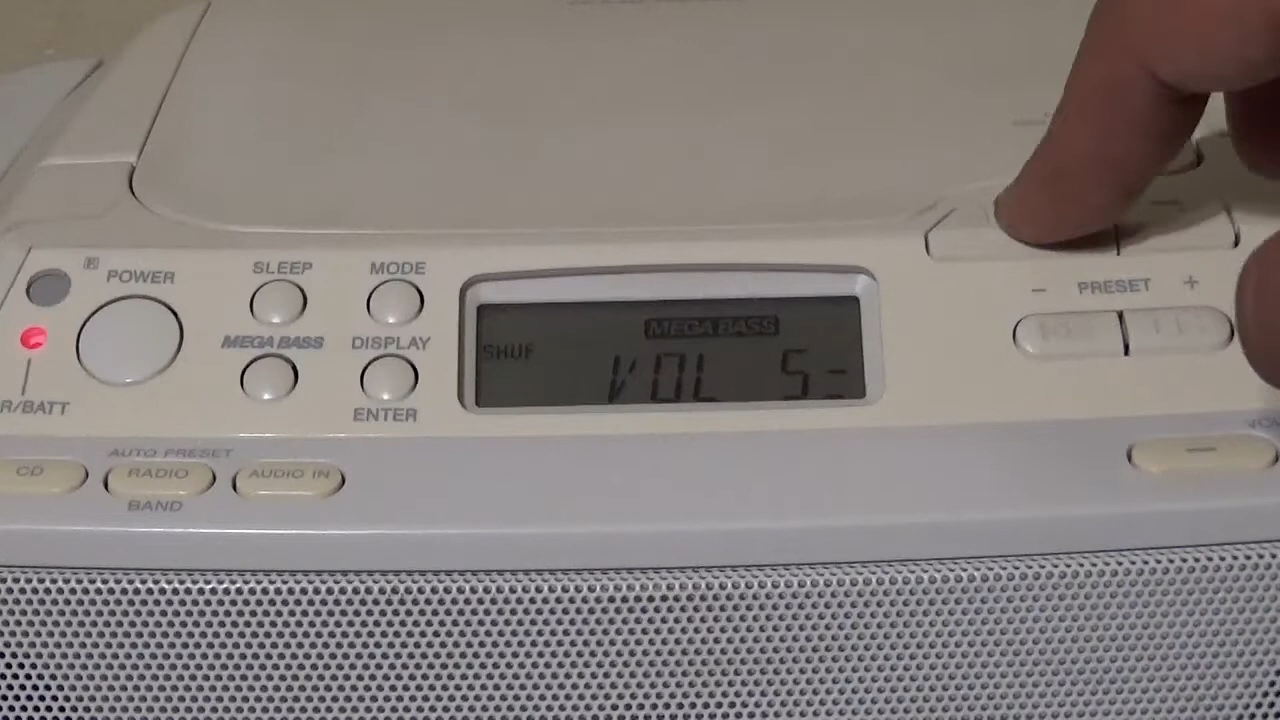 POWER
SLEEP
MODE
MEGA BASS
DISPLAY
ENTER
R/BATT
MEGA BASS
SHUF
VOL 5
− PRESET +
CD
AUTO PRESET
RADIO
BAND
AUDIO IN
−